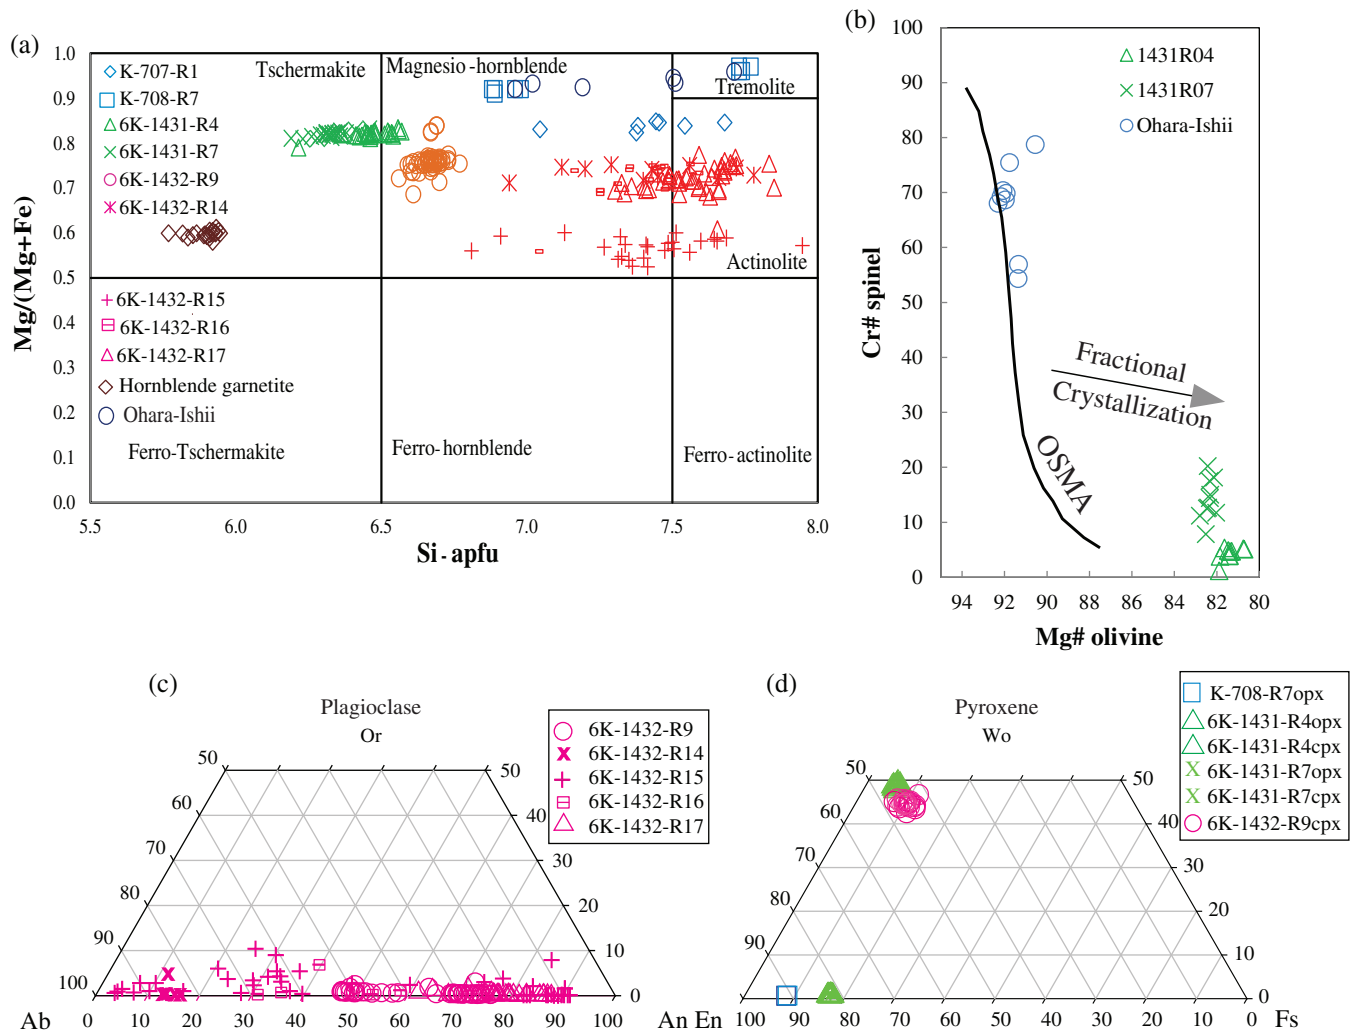 (a)
Mg/(Mg+Fe)
1.0
0.9
0.8
0.7
0.6
0.5
0.4
0.3
0.2
0.1
0.0
Tschermakite
Magnesio-hornblende
Tremolite
Actinolite
K-707-R1
K-708-R7
6K-1431-R4
6K-1431-R7
6K-1432-R9
6K-1432-R14
6K-1432-R15
6K-1432-R16
6K-1432-R17
Hornblende garnetite
Ohara-Ishii
Ferro-Tschermakite
Ferro-hornblende
Ferro-actinolite
5.5 6.0 6.5 7.0 7.5 8.0
Si-apfu
(b)
Cr# spinel
100
90
80
70
60
50
40
30
20
10
0
1431R04
1431R07
Ohara-Ishii
Fractional
Crystallization
OSMA
94 92 90 88 86 84 82 80
Mg# olivine
(c)
Plagioclase
Or
6K-1432-R9
6K-1432-R14
6K-1432-R15
6K-1432-R16
6K-1432-R17
50 50
60 40
70 30
80 20
90 10
100 0
0 10 20 30 40 50 60 70 80 90 100
Ab An
(d)
Pyroxene
Wo
K-708-R7opx
6K-1431-R4opx
6K-1431-R4cpx
6K-1431-R7opx
6K-1431-R7cpx
6K-1432-R9cpx
50 50
60 40
70 30
80 20
90 10
0
100 90 80 70 60 50 40 30 20 10 0
En Fs